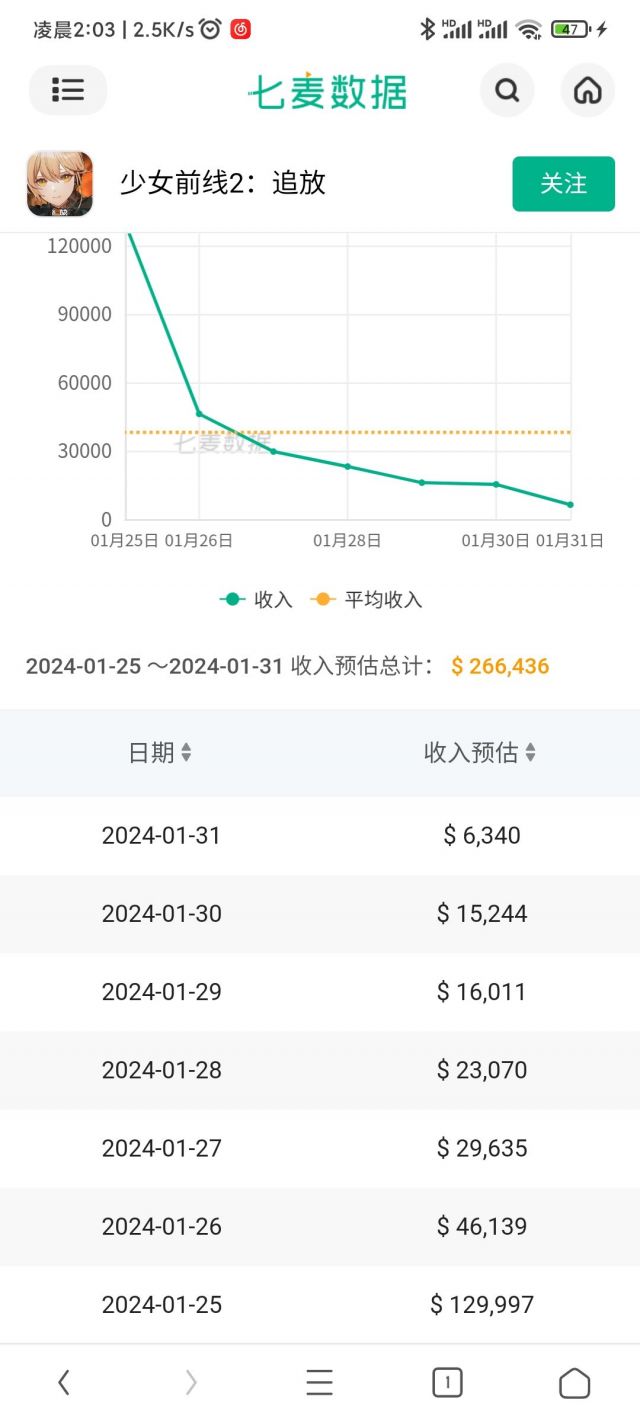 凌晨2:03 | 2.5K/s
HD HD 47
七麦数据
少女前线2：追放
关注
120000
90000
60000
30000
0
七麦数据
01月25日 01月26日 01月28日 01月30日 01月31日
收入 平均收入
2024-01-25 ～2024-01-31 收入预估总计： $ 266,436
日期 收入预估
2024-01-31 $ 6,340
2024-01-30 $ 15,244
2024-01-29 $ 16,011
2024-01-28 $ 23,070
2024-01-27 $ 29,635
2024-01-26 $ 46,139
2024-01-25 $ 129,997
1